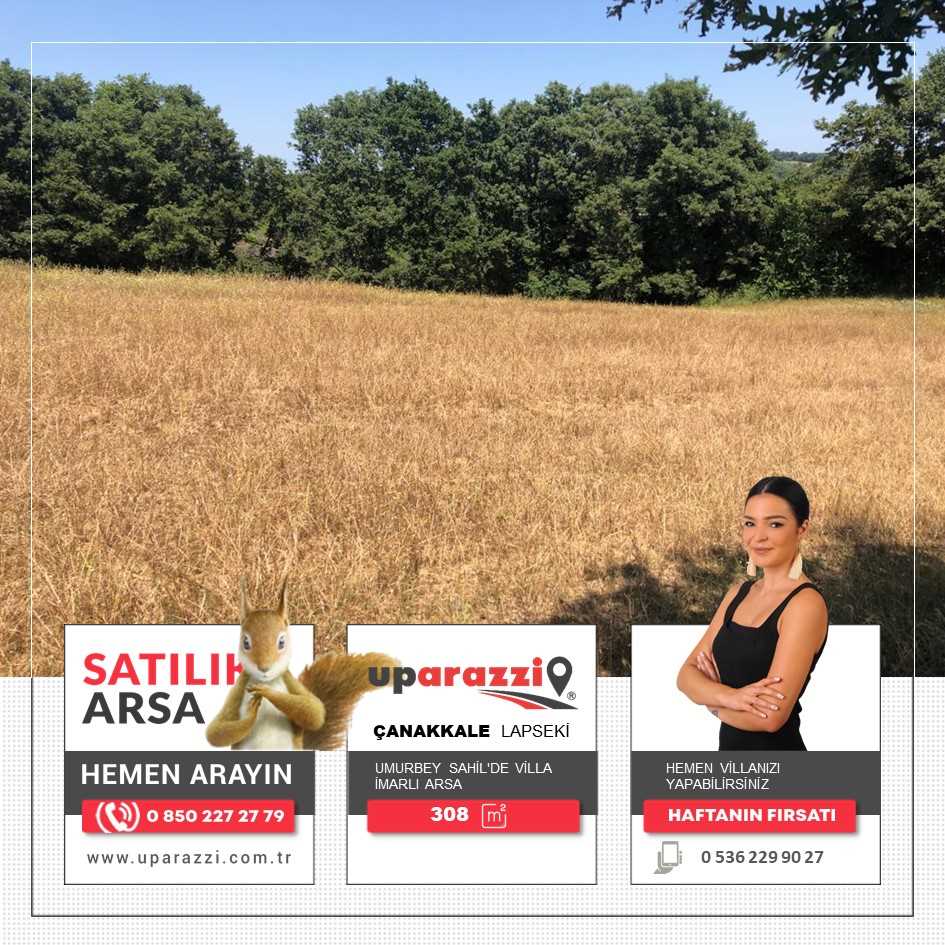 SATILIK
ARSA
HEMEN ARAYIN
0 850 227 27 79
www.uparazzi.com.tr
uparazzi®
ÇANAKKALE LAPSEKİ
UMURBEY SAHİL'DE VİLLA
İMARLI ARSA
308 m²
HEMEN VİLLANIZI
YAPABİLİRSİNİZ
HAFTANIN FIRSATI
0 536 229 90 27